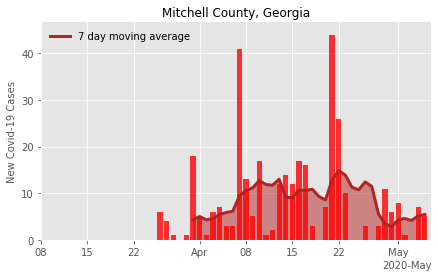 Mitchell County, Georgia
7 day moving average
New Covid-19 Cases
40
30
20
10
0
08
15
22
Apr
08
15
22
May
2020-May